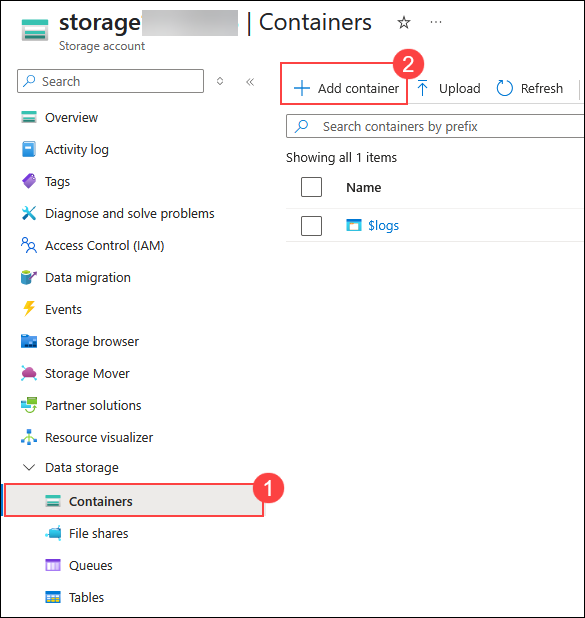 storage | Containers
Storage account
Search
Overview
Activity log
Tags
Diagnose and solve problems
Access Control (IAM)
Data migration
Events
Storage browser
Storage Mover
Partner solutions
Resource visualizer
Data storage
1
Containers
File shares
Queues
Tables
2
Add container Upload Refresh
Search containers by prefix
Showing all 1 items
Name
$logs